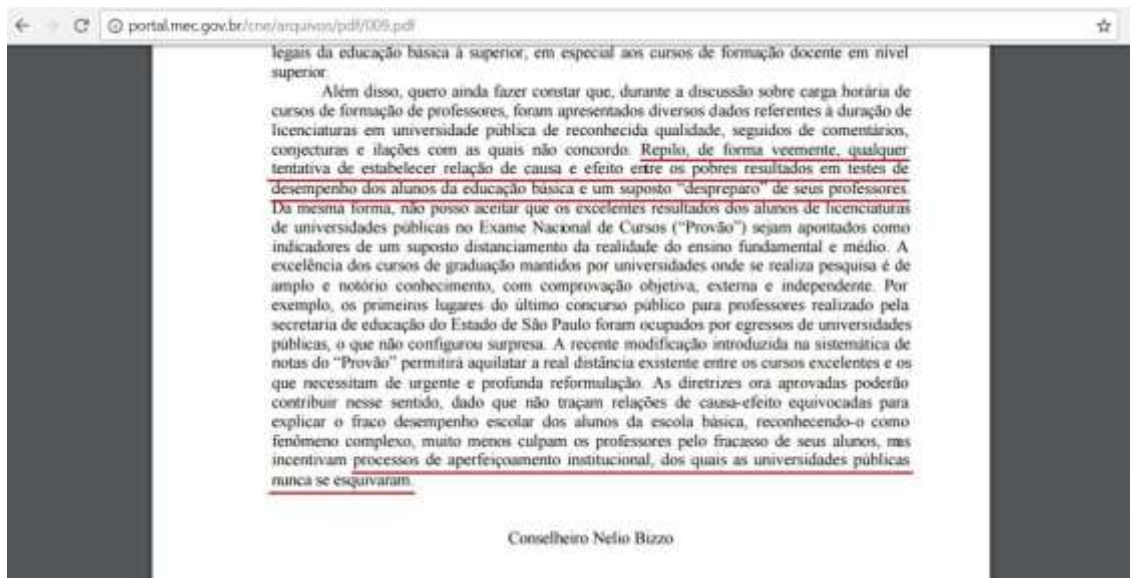 portal.mec.gov.br/cne/arquivos/pdf/009.pdf
legais da educação básica à superior, em especial aos cursos de formação docente em nível
superior.
Além disso, quero ainda fazer constar que, durante a discussão sobre carga horária de
cursos de formação de professores, foram apresentados diversos dados referentes à duração de
licenciaturas em universidade pública de reconhecida qualidade, seguidos de comentários,
conjecturas e ilações com as quais não concordo. Repilo, de forma veemente, qualquer
tentativa de estabelecer relação de causa e efeito entre os pobres resultados em testes de
desempenho dos alunos da educação básica e um suposto “despreparo” de seus professores.
Da mesma forma, não posso aceitar que os excelentes resultados dos alunos de licenciaturas
de universidades públicas no Exame Nacional de Cursos (“Provão”) sejam apontados como
indicadores de um suposto distanciamento da realidade do ensino fundamental e médio. A
excelência dos cursos de graduação mantidos por universidades onde se realiza pesquisa é de
amplo e notório conhecimento, com comprovação objetiva, externa e independente. Por
exemplo, os primeiros lugares do último concurso público para professores realizado pela
secretaria de educação do Estado de São Paulo foram ocupados por egressos de universidades
públicas, o que não configurou surpresa. A recente modificação introduzida na sistemática de
notas do “Provão” permitirá aquilatar a real distância existente entre os cursos excelentes e os
que necessitam de urgente e profunda reformulação. As diretrizes ora aprovadas poderão
contribuir nesse sentido, dado que não traçam relações de causa-efeito equivocadas para
explicar o fraco desempenho escolar dos alunos da escola básica, reconhecendo-o como
fenômeno complexo, muito menos culpam os professores pelo fracasso de seus alunos, mas
incentivam processos de aperfeiçoamento institucional, dos quais as universidades públicas
nunca se esquivaram.
Conselheiro Nelio Bizzo